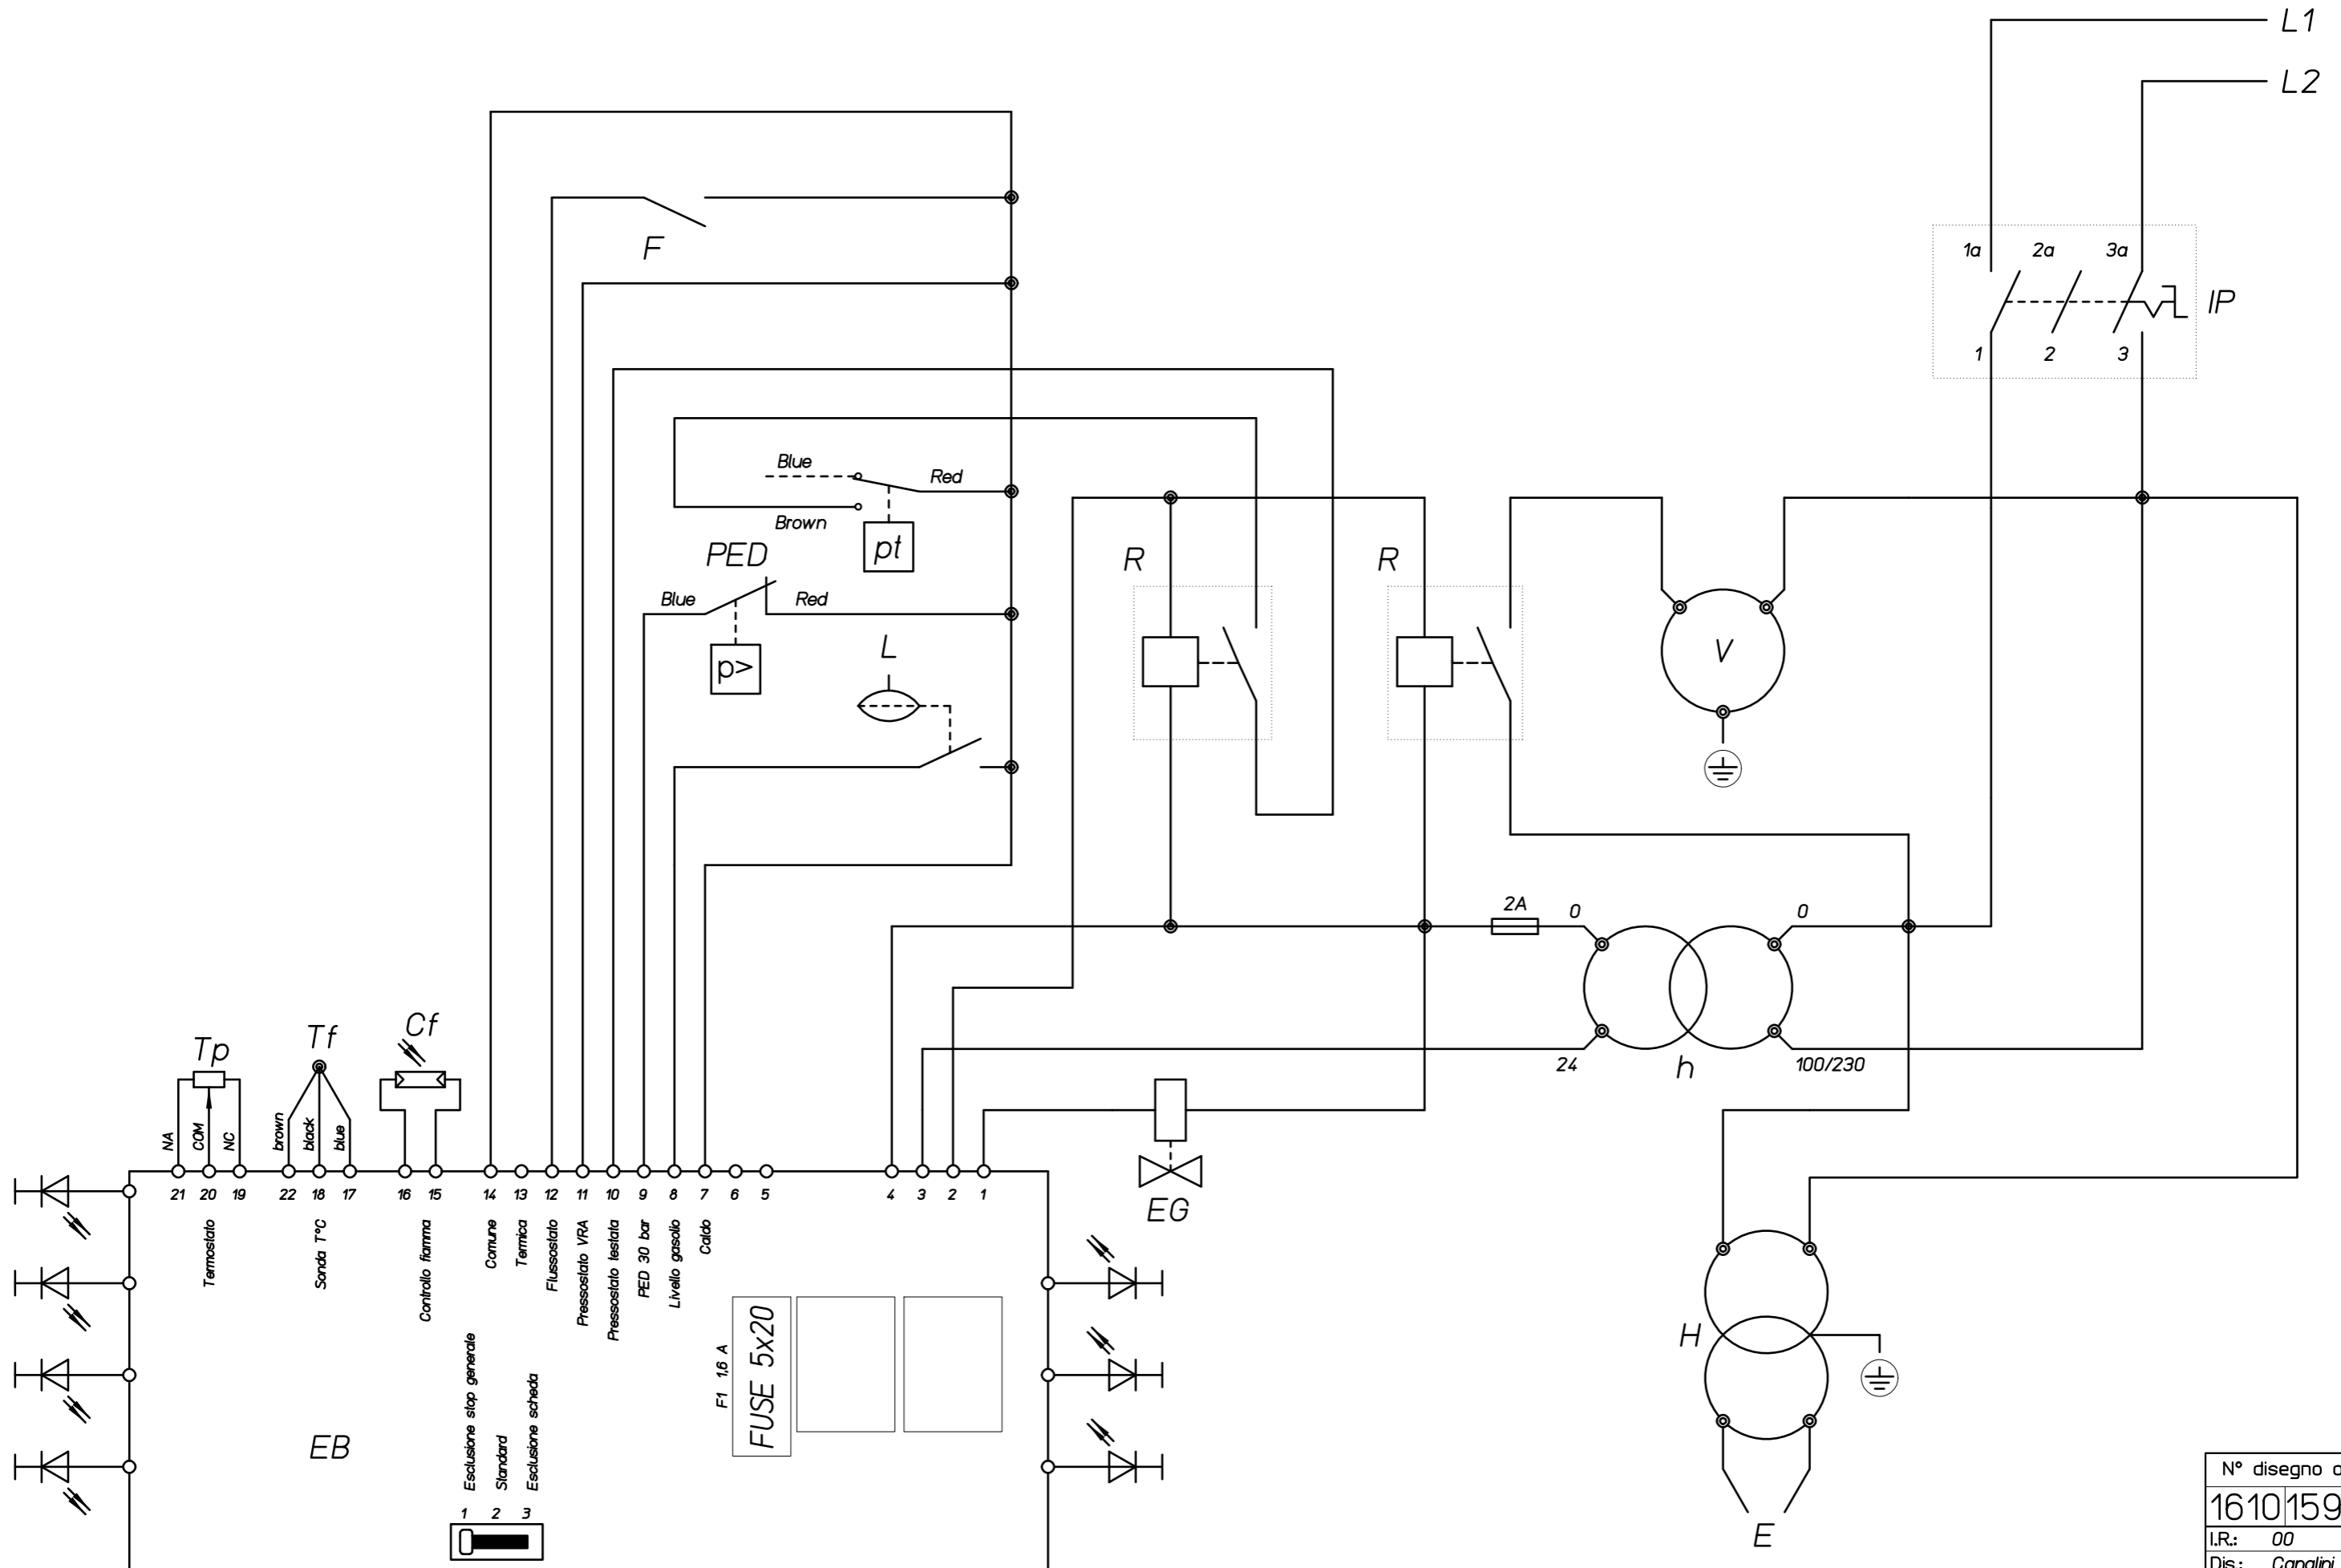 L1
L2
F
1a 2a 3a
IP
1 2 3
Blue
Red
Brown
pt
PED
Blue Red
p>
L
R
R
V
2A
0
0
24
h
100/230
Tp
Tf
Cf
NA
COM
NC
brown
black
blue
21 20 19 22 18 17 16 15 14 13 12 11 10 9 8 7 6 5 4 3 2 1
EG
Termostato
Sonda T°C
Controllo fiamma
Comune
Termica
Flussostato
Pressostato VRA
Pressostato testata
PED 30 bar
Livello gasolio
Caldo
F1 1,6 A
FUSE 5x20
H
EB
Esclusione stop generale
Standard
Esclusione scheda
1 2 3
E
N° disegno
1610 159
I.R.: 00
Dis.: